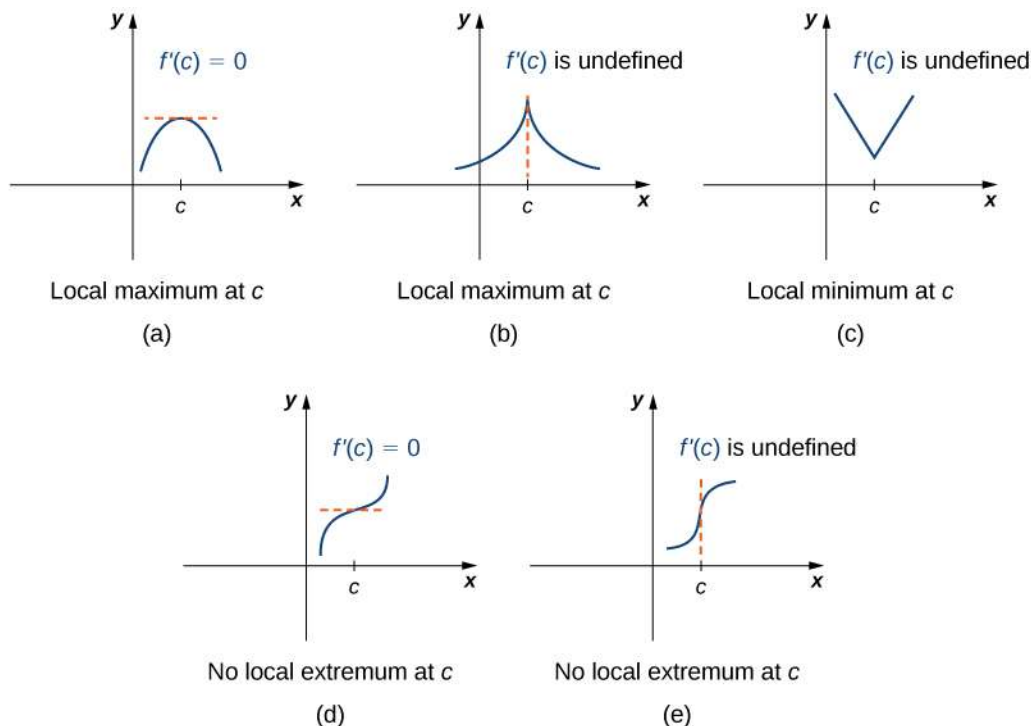 y
f'(c) = 0
c
x
Local maximum at c
(a)
y
f'(c) is undefined
c
x
Local maximum at c
(b)
y
f'(c) is undefined
c
x
Local minimum at c
(c)
y
f'(c) = 0
c
x
No local extremum at c
(d)
y
f'(c) is undefined
c
x
No local extremum at c
(e)